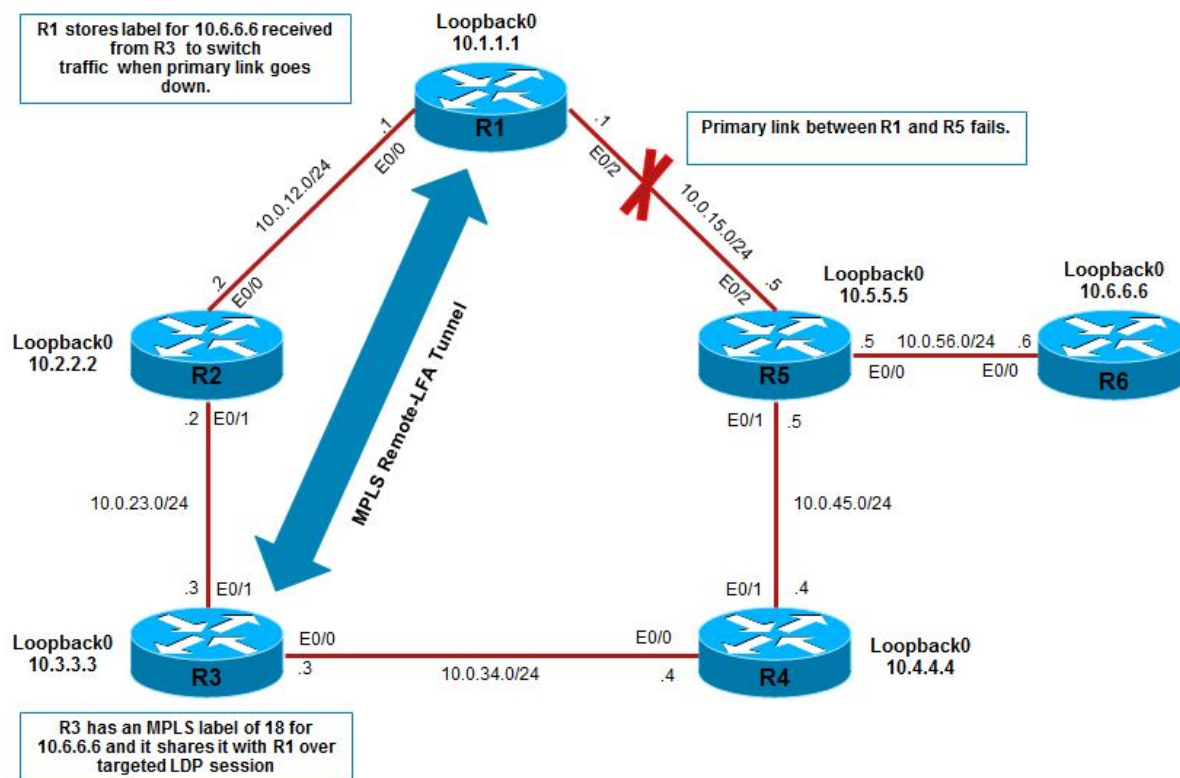 R1 stores label for 10.6.6.6 received
from R3 to switch
traffic when primary link goes
down.
Loopback0
10.1.1.1
R1
.1
E0/0
.1
E0/2
Primary link between R1 and R5 fails.
10.0.12.0/24
10.0.15.0/24
.2
E0/0
.5
E0/2
Loopback0
10.5.5.5
Loopback0
10.6.6.6
Loopback0
10.2.2.2
R2
MPLS Remote-LFA Tunnel
R5
.5
10.0.56.0/24
.6
E0/0
E0/0
R6
.2
E0/1
E0/1
.5
10.0.23.0/24
10.0.45.0/24
.3
E0/1
E0/1
.4
Loopback0
10.3.3.3
R3
E0/0
.3
10.0.34.0/24
E0/0
.4
R4
Loopback0
10.4.4.4
R3 has an MPLS label of 18 for
10.6.6.6 and it shares it with R1 over
targeted LDP session